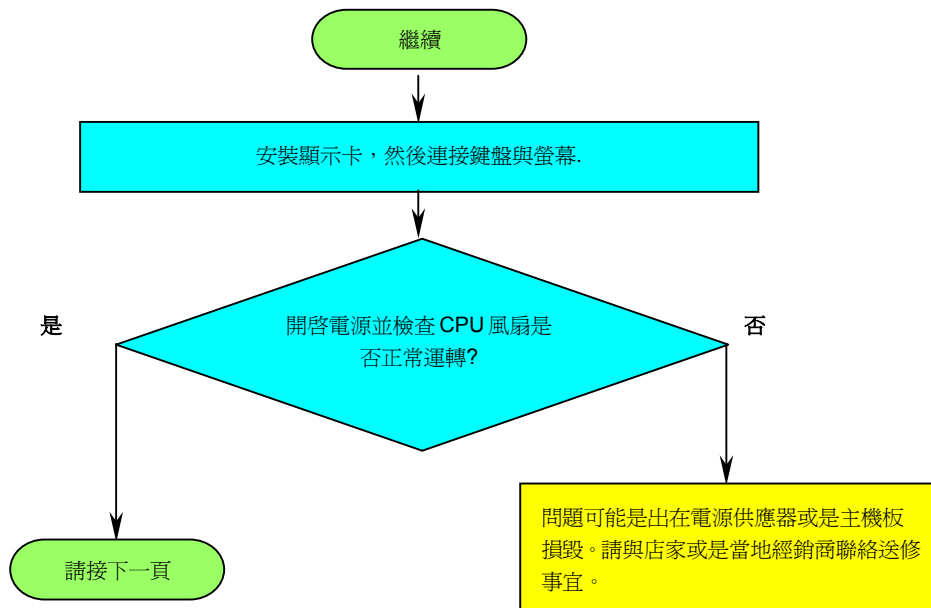 繼續
安裝顯示卡，然後連接鍵盤與螢幕.
是
開啓電源並檢查 CPU 風扇是
否正常運轉?
否
問題可能是出在電源供應器或是主機板
損毀。請與店家或是當地經銷商聯絡送修
事宜。
請接下一頁